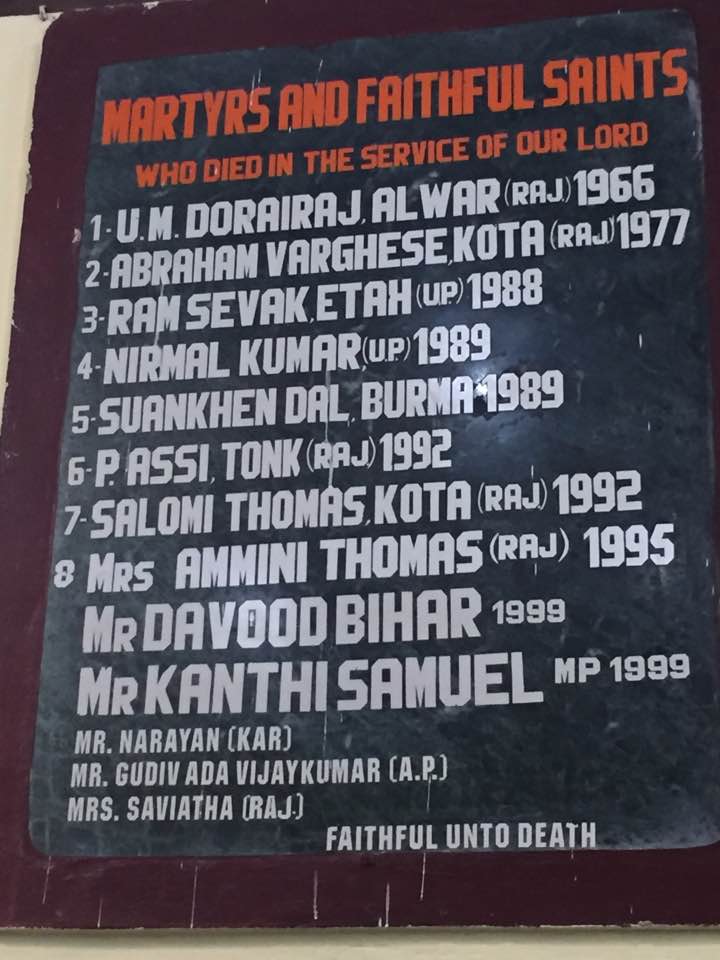 MARTYRS AND FAITHFUL SAINTS
WHO DIED IN THE SERVICE OF OUR LORD
1-U.M. DORAIRAJ, ALWAR (RAJ.) 1966
2-ABRAHAM VARGHESE, KOTA (RAJ) 1977
3-RAM SEVAK, ETAH (U.P.) 1988
4-NIRMAL KUMAR (U.P.) 1989
5-SUANKHEN DAL, BURMA 1989
6-P. ASSI, TONK (RAJ) 1992
7-SALOMI THOMAS, KOTA (RAJ) 1992
8 MRS AMMINI THOMAS (RAJ) 1995
MR DAVOOD BIHAR 1999
MR KANTHI SAMUEL MP 1999
MR. NARAYAN (KAR)
MR. GUDIVADA VIJAYKUMAR (A.P.)
MRS. SAVIATHA (RAJ.)
FAITHFUL UNTO DEATH